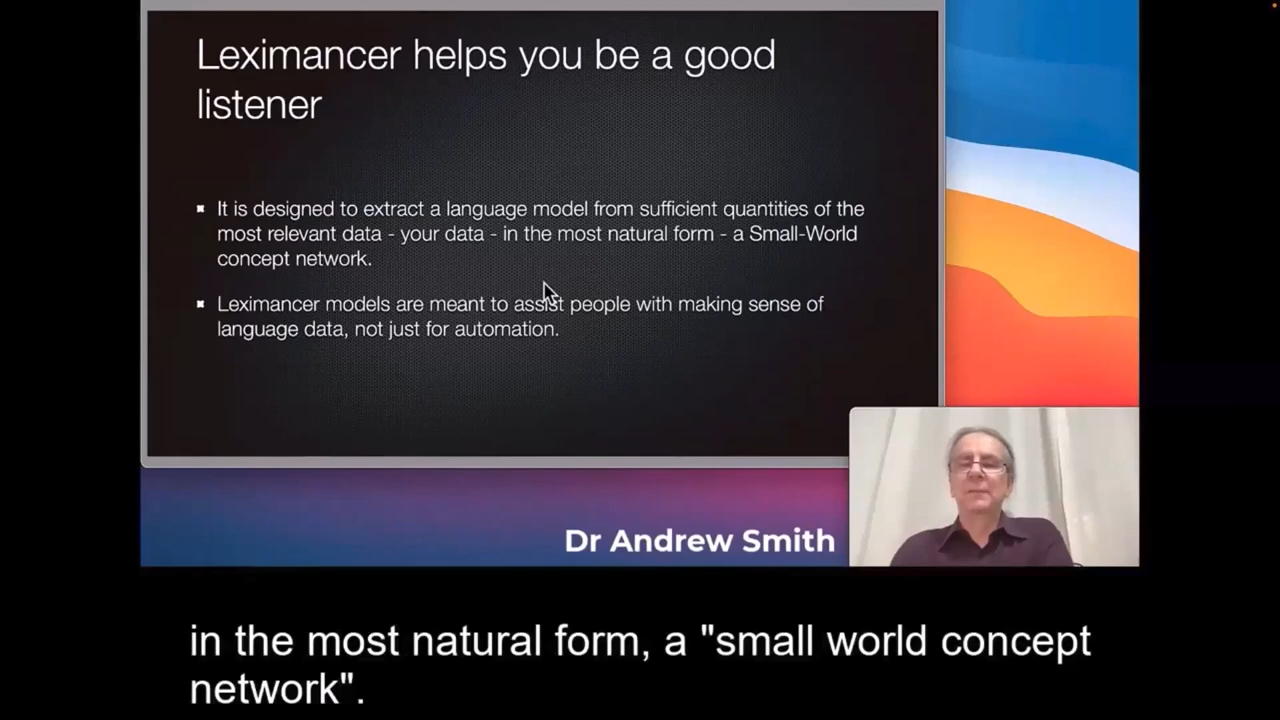 Leximancer helps you be a good
listener
It is designed to extract a language model from sufficient quantities of the
most relevant data - your data - in the most natural form - a Small-World
concept network.
Leximancer models are meant to assist people with making sense of
language data, not just for automation.
Dr Andrew Smith
in the most natural form, a "small world concept
network".